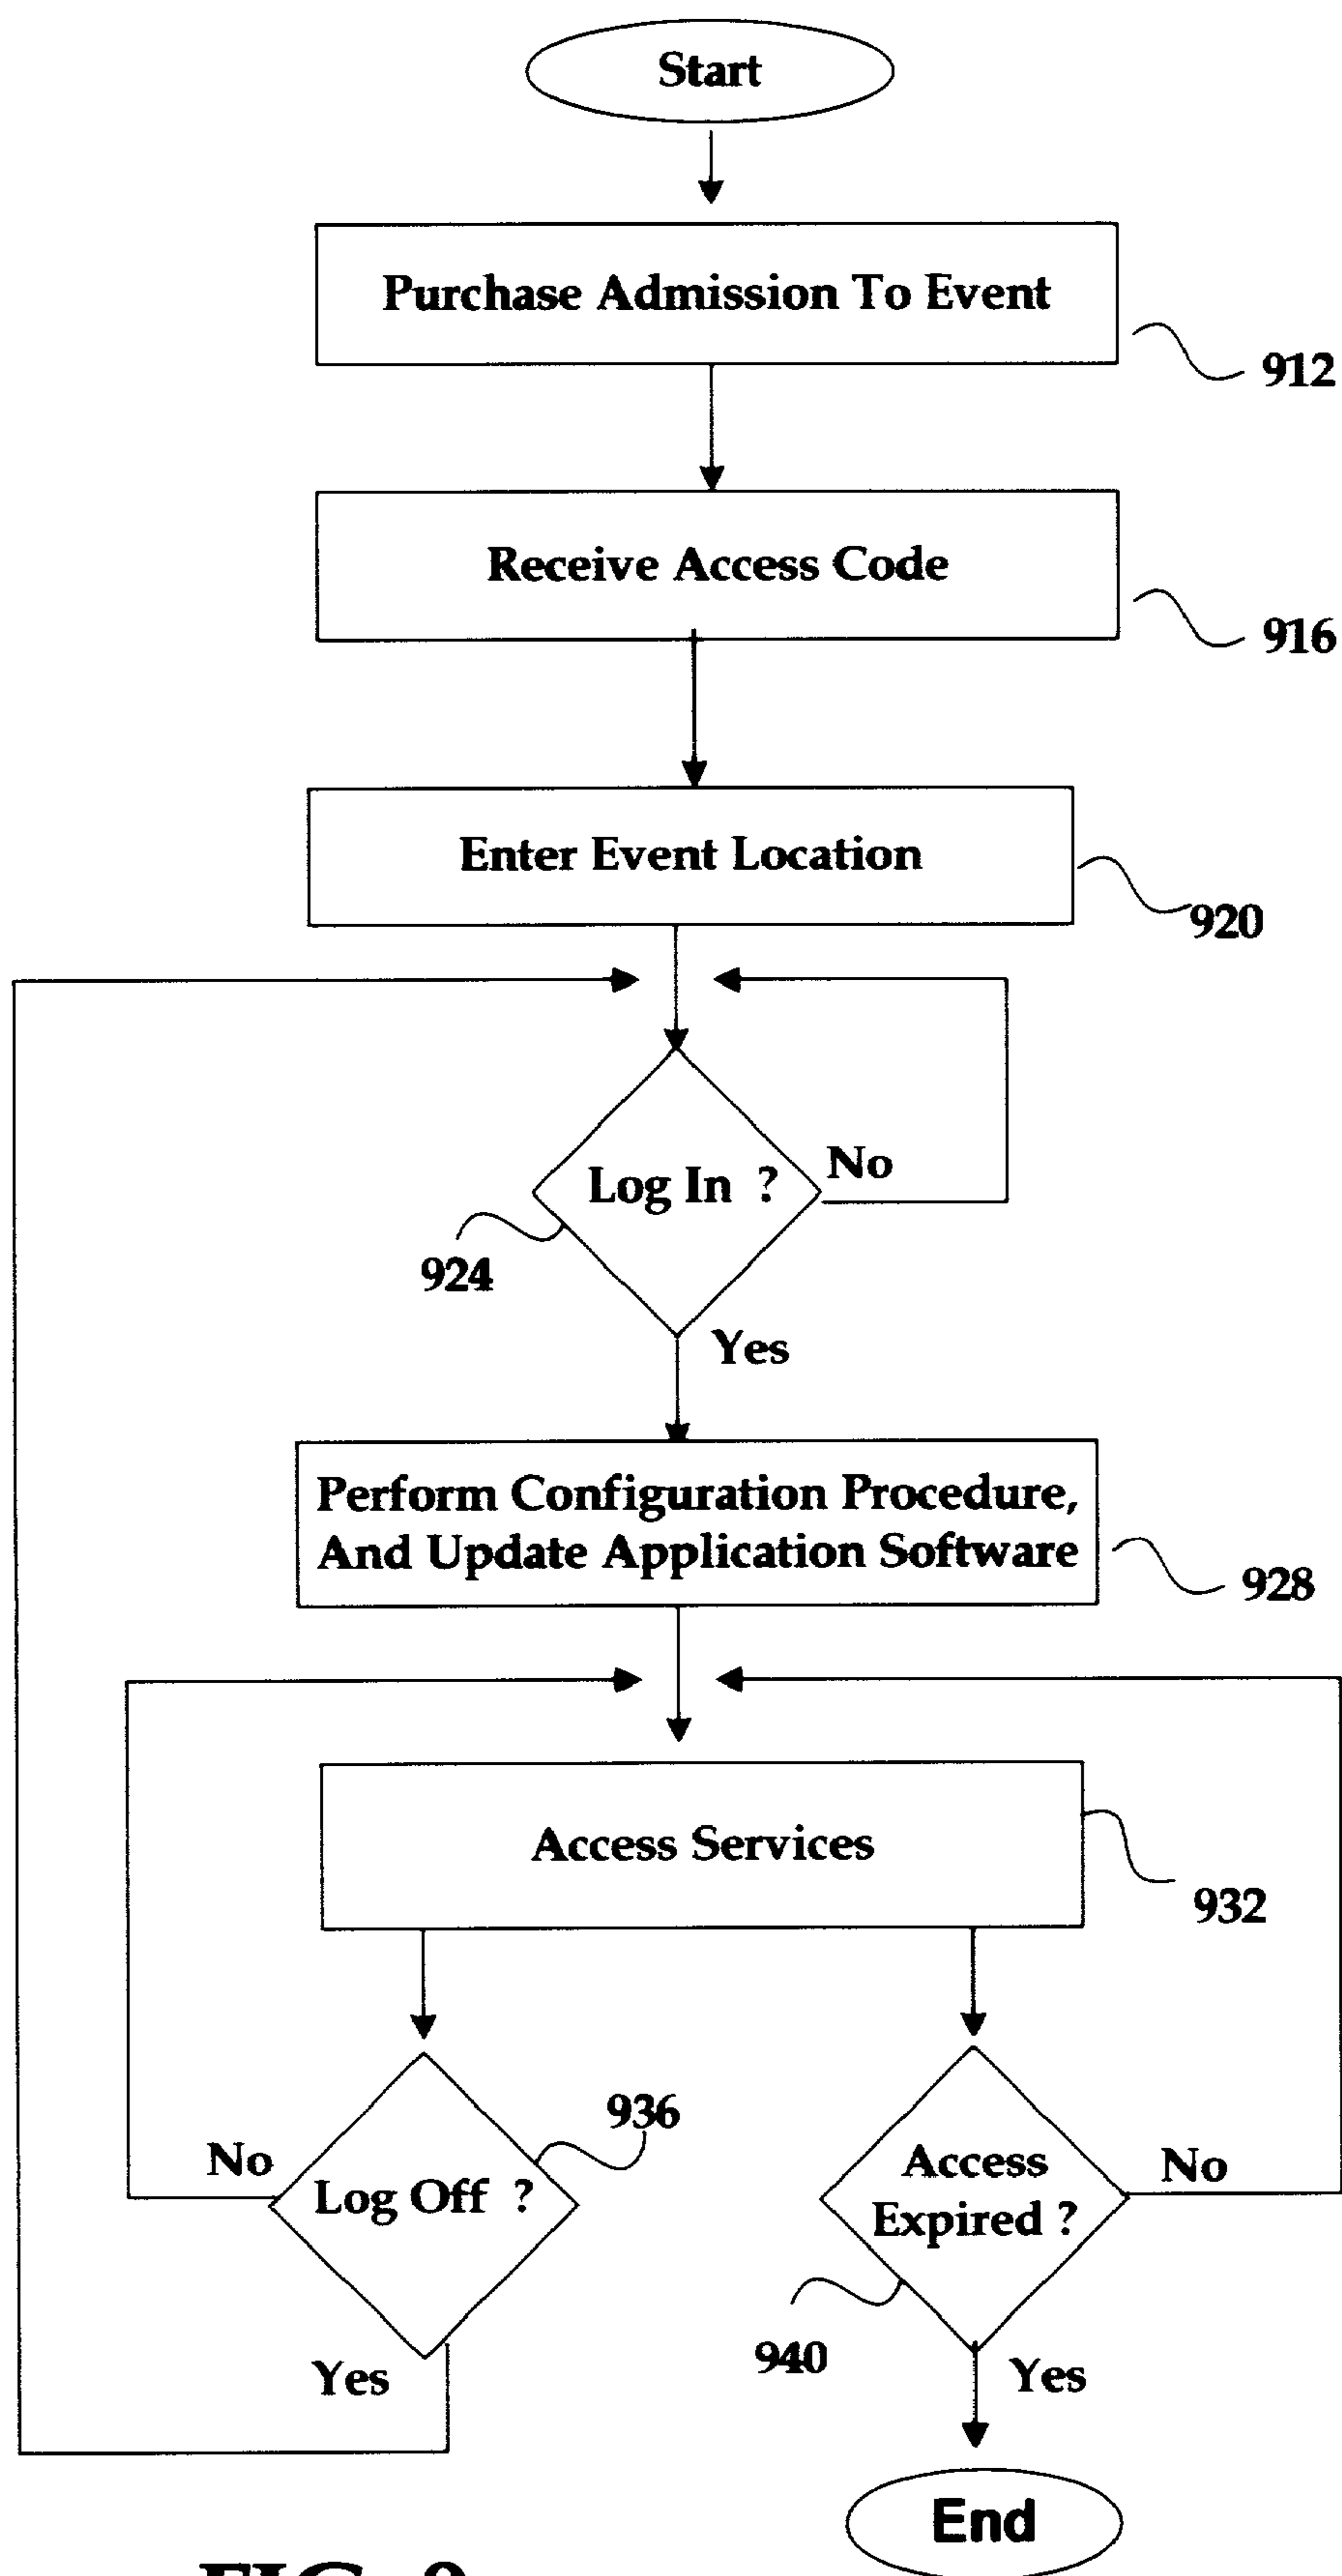 Start
Purchase Admission To Event
912
Receive Access Code
916
Enter Event Location
920
Log In ?
No
924
Yes
Perform Configuration Procedure,
And Update Application Software
928
Access Services
932
936
No
Log Off ?
Yes
Access
Expired ?
No
940
Yes
End
FIG. 9